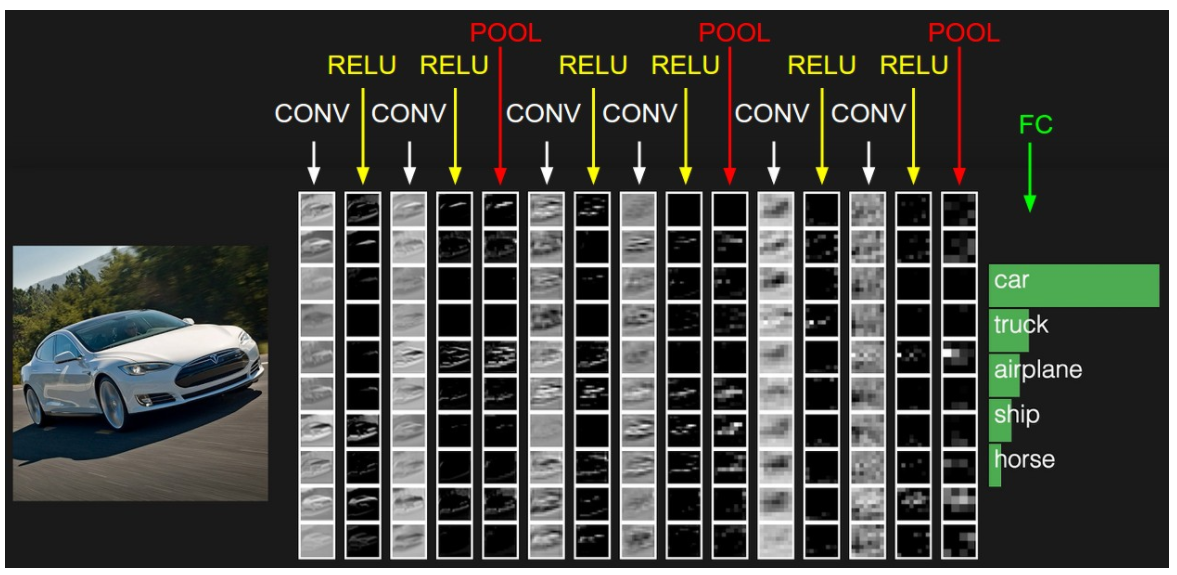 POOL POOL POOL
RELU RELU RELU RELU RELU RELU
CONV CONV CONV CONV CONV CONV
FC
car
truck
airplane
ship
horse